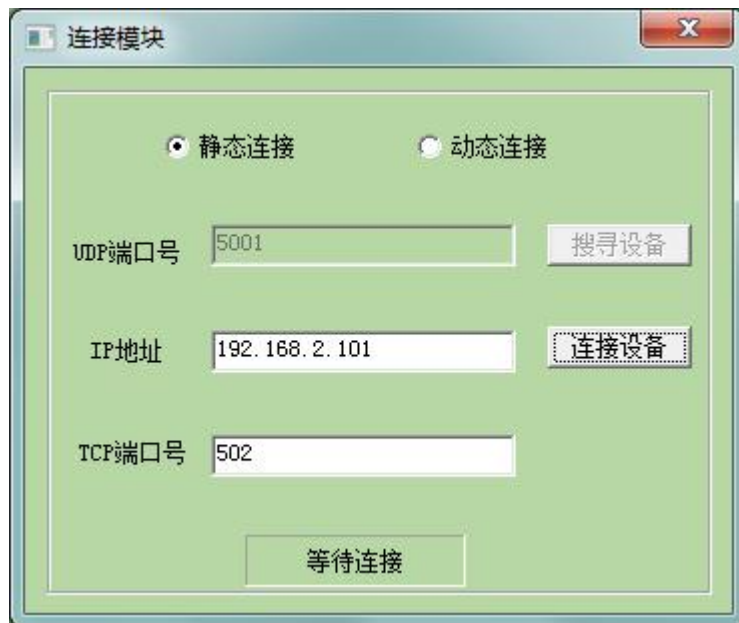 连接模块
静态连接 动态连接
UDP端口号 5001 搜寻设备
IP地址 192.168.2.101 连接设备
TCP端口号 502
等待连接